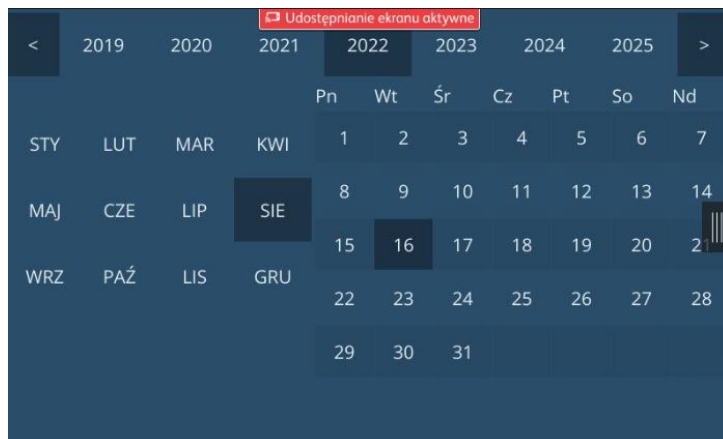 Udostępnianie ekranu aktywne
< 2019 2020 2021 2022 2023 2024 2025 >
Pn Wt Śr Cz Pt So Nd
STY LUT MAR KWI
MAJ CZE LIP SIE
WRZ PAŹ LIS GRU
1 2 3 4 5 6 7
8 9 10 11 12 13 14
15 16 17 18 19 20 21
22 23 24 25 26 27 28
29 30 31